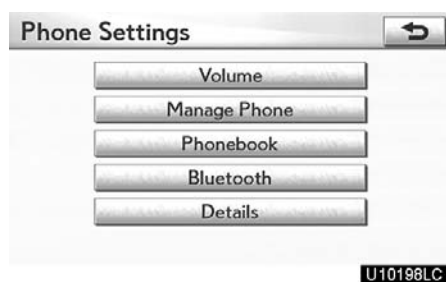 Phone Settings
Volume
Manage Phone
Phonebook
Bluetooth
Details
U10198LC